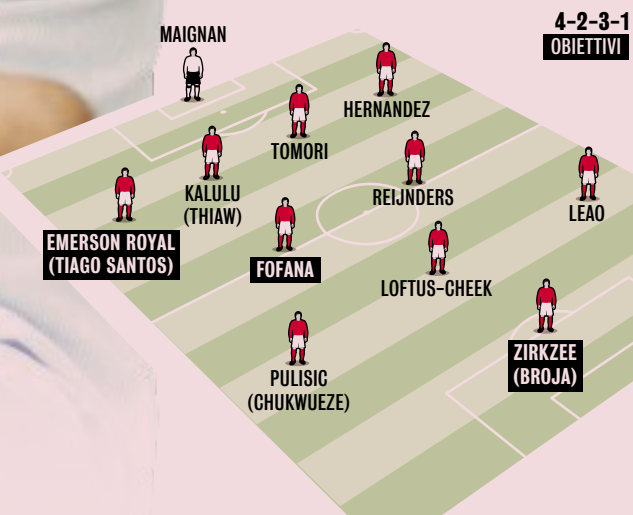 4-2-3-1
OBIETTIVI
MAIGNAN
HERNANDEZ
TOMORI
KALULU
(THIAW)
EMERSON ROYAL
(TIAGO SANTOS)
REIJNDERS
FOFANA
LEAO
LOFTUS-CHEEK
PULISIC
(CHUKWUEZE)
ZIRKZEE
(BROJA)